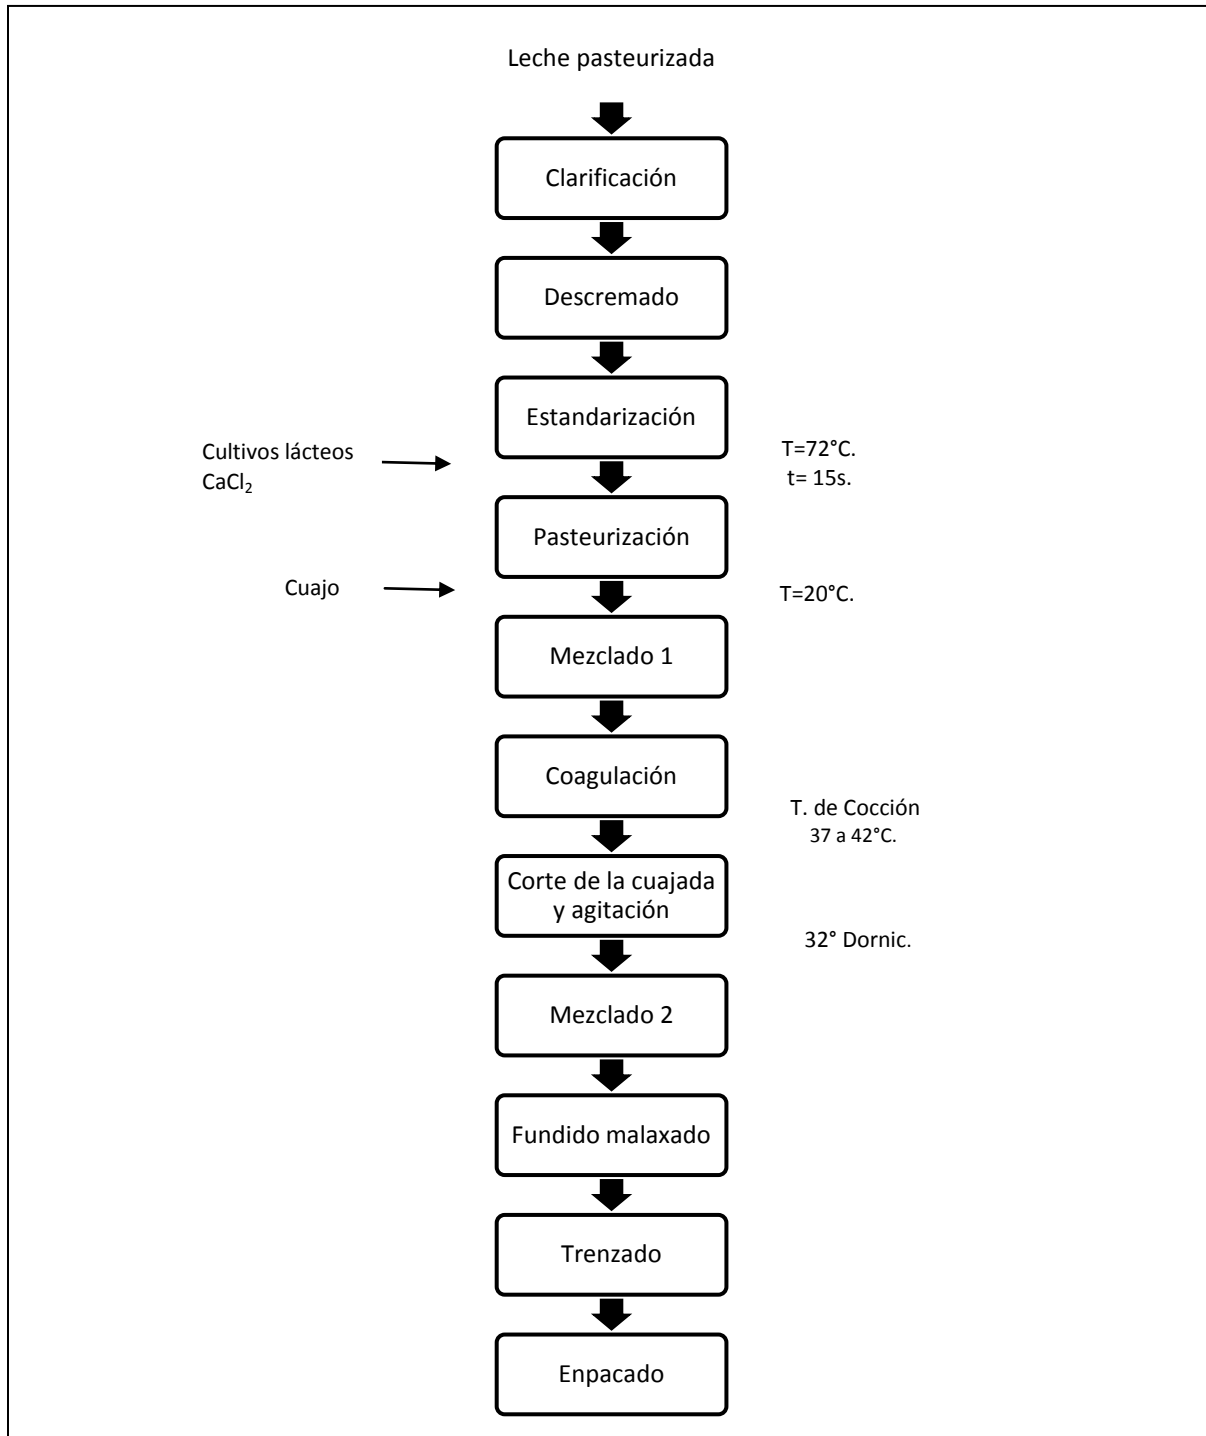 Leche pasteurizada
Clarificación
Descremado
Estandarización
Cultivos lácteos
CaCl₂
T=72°C.
t= 15s.
Pasteurización
Cuajo
T=20°C.
Mezclado 1
Coagulación
T. de Cocción
37 a 42°C.
Corte de la cuajada
y agitación
32° Dornic.
Mezclado 2
Fundido malaxado
Trenzado
Enpacado